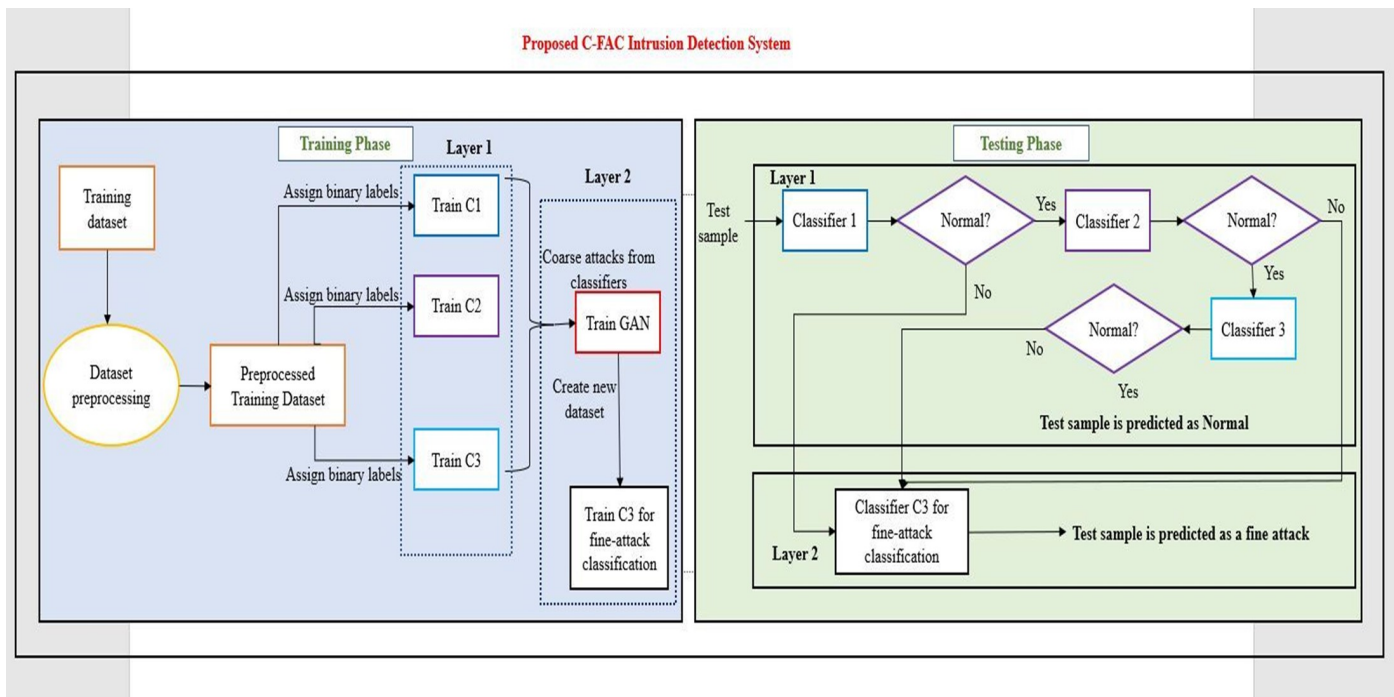 Proposed C-FAC Intrusion Detection System
Training Phase
Layer 1
Layer 2
Training
dataset
Assign binary labels
Train C1
Coarse attacks from
classifiers
Assign binary labels
Train C2
Train GAN
Dataset
preprocessing
Preprocessed
Training Dataset
Create new
dataset
Train C3
Assign binary labels
Train C3 for
fine-attack
classification
Testing Phase
Layer 1
Test
sample
Classifier 1
Normal?
Yes
Classifier 2
Normal?
No
Yes
No
Normal?
Classifier 3
No
Yes
Test sample is predicted as Normal
Classifier C3 for
fine-attack
classification
Layer 2
Test sample is predicted as a fine attack